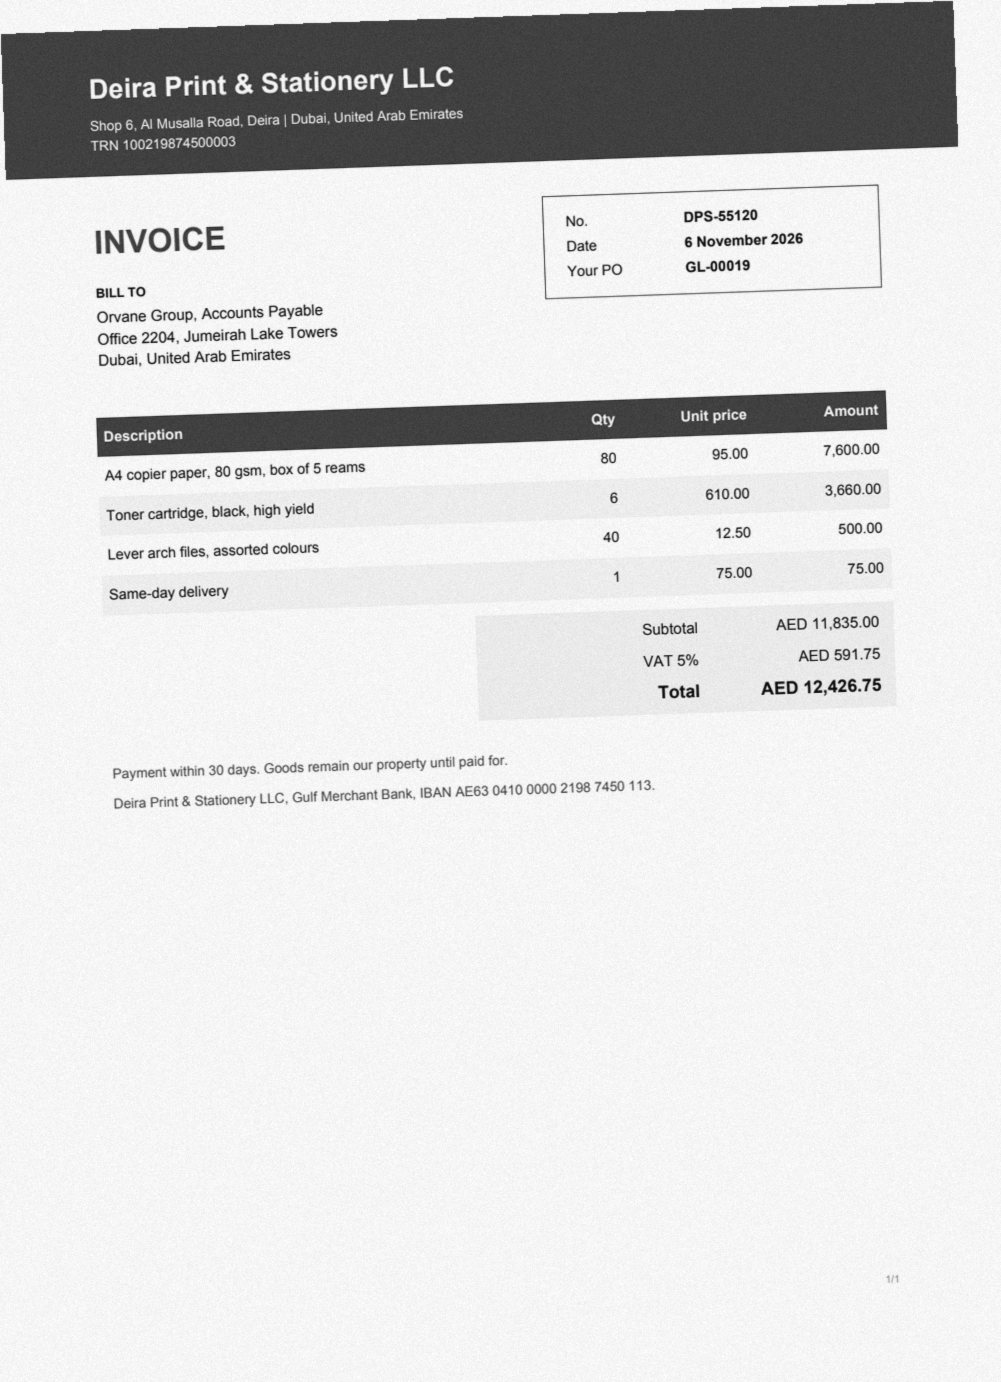 Deira Print & Stationery LLC
Shop 6, Al Musalla Road, Deira | Dubai, United Arab Emirates
TRN 100219874500003
INVOICE
No. DPS-55120
Date 6 November 2026
Your PO GL-00019
BILL TO
Orvane Group, Accounts Payable
Office 2204, Jumeirah Lake Towers
Dubai, United Arab Emirates
Description Qty Unit price Amount
A4 copier paper, 80 gsm, box of 5 reams 80 95.00 7,600.00
Toner cartridge, black, high yield 6 610.00 3,660.00
Lever arch files, assorted colours 40 12.50 500.00
Same-day delivery 1 75.00 75.00
Subtotal AED 11,835.00
VAT 5% AED 591.75
Total AED 12,426.75
Payment within 30 days. Goods remain our property until paid for.
Deira Print & Stationery LLC, Gulf Merchant Bank, IBAN AE63 0410 0000 2198 7450 113.
1/1